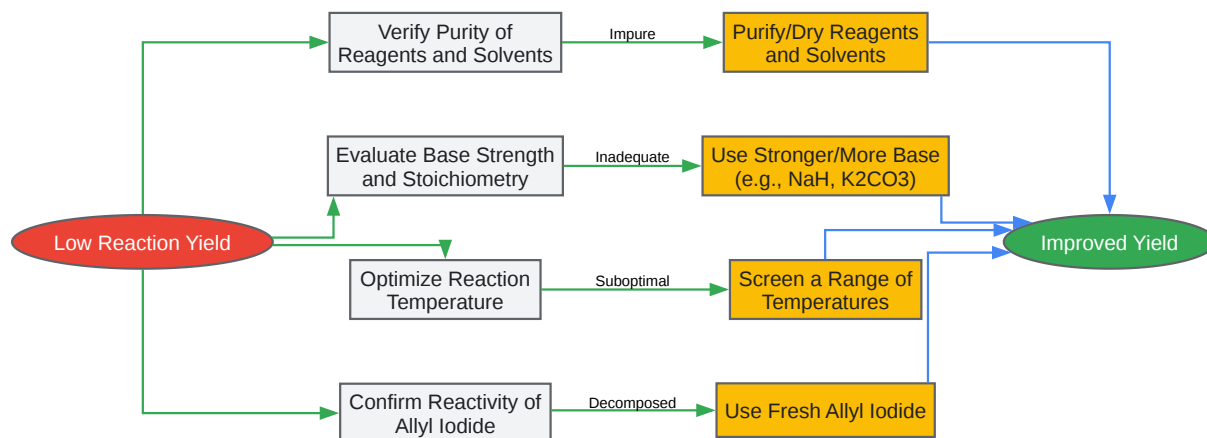 Verify Purity of
Reagents and Solvents
Impure
Purify/Dry Reagents
and Solvents
Evaluate Base Strength
and Stoichiometry
Inadequate
Use Stronger/More Base
(e.g., NaH, K2CO3)
Low Reaction Yield
Improved Yield
Optimize Reaction
Temperature
Suboptimal
Screen a Range of
Temperatures
Confirm Reactivity of
Allyl Iodide
Decomposed
Use Fresh Allyl Iodide